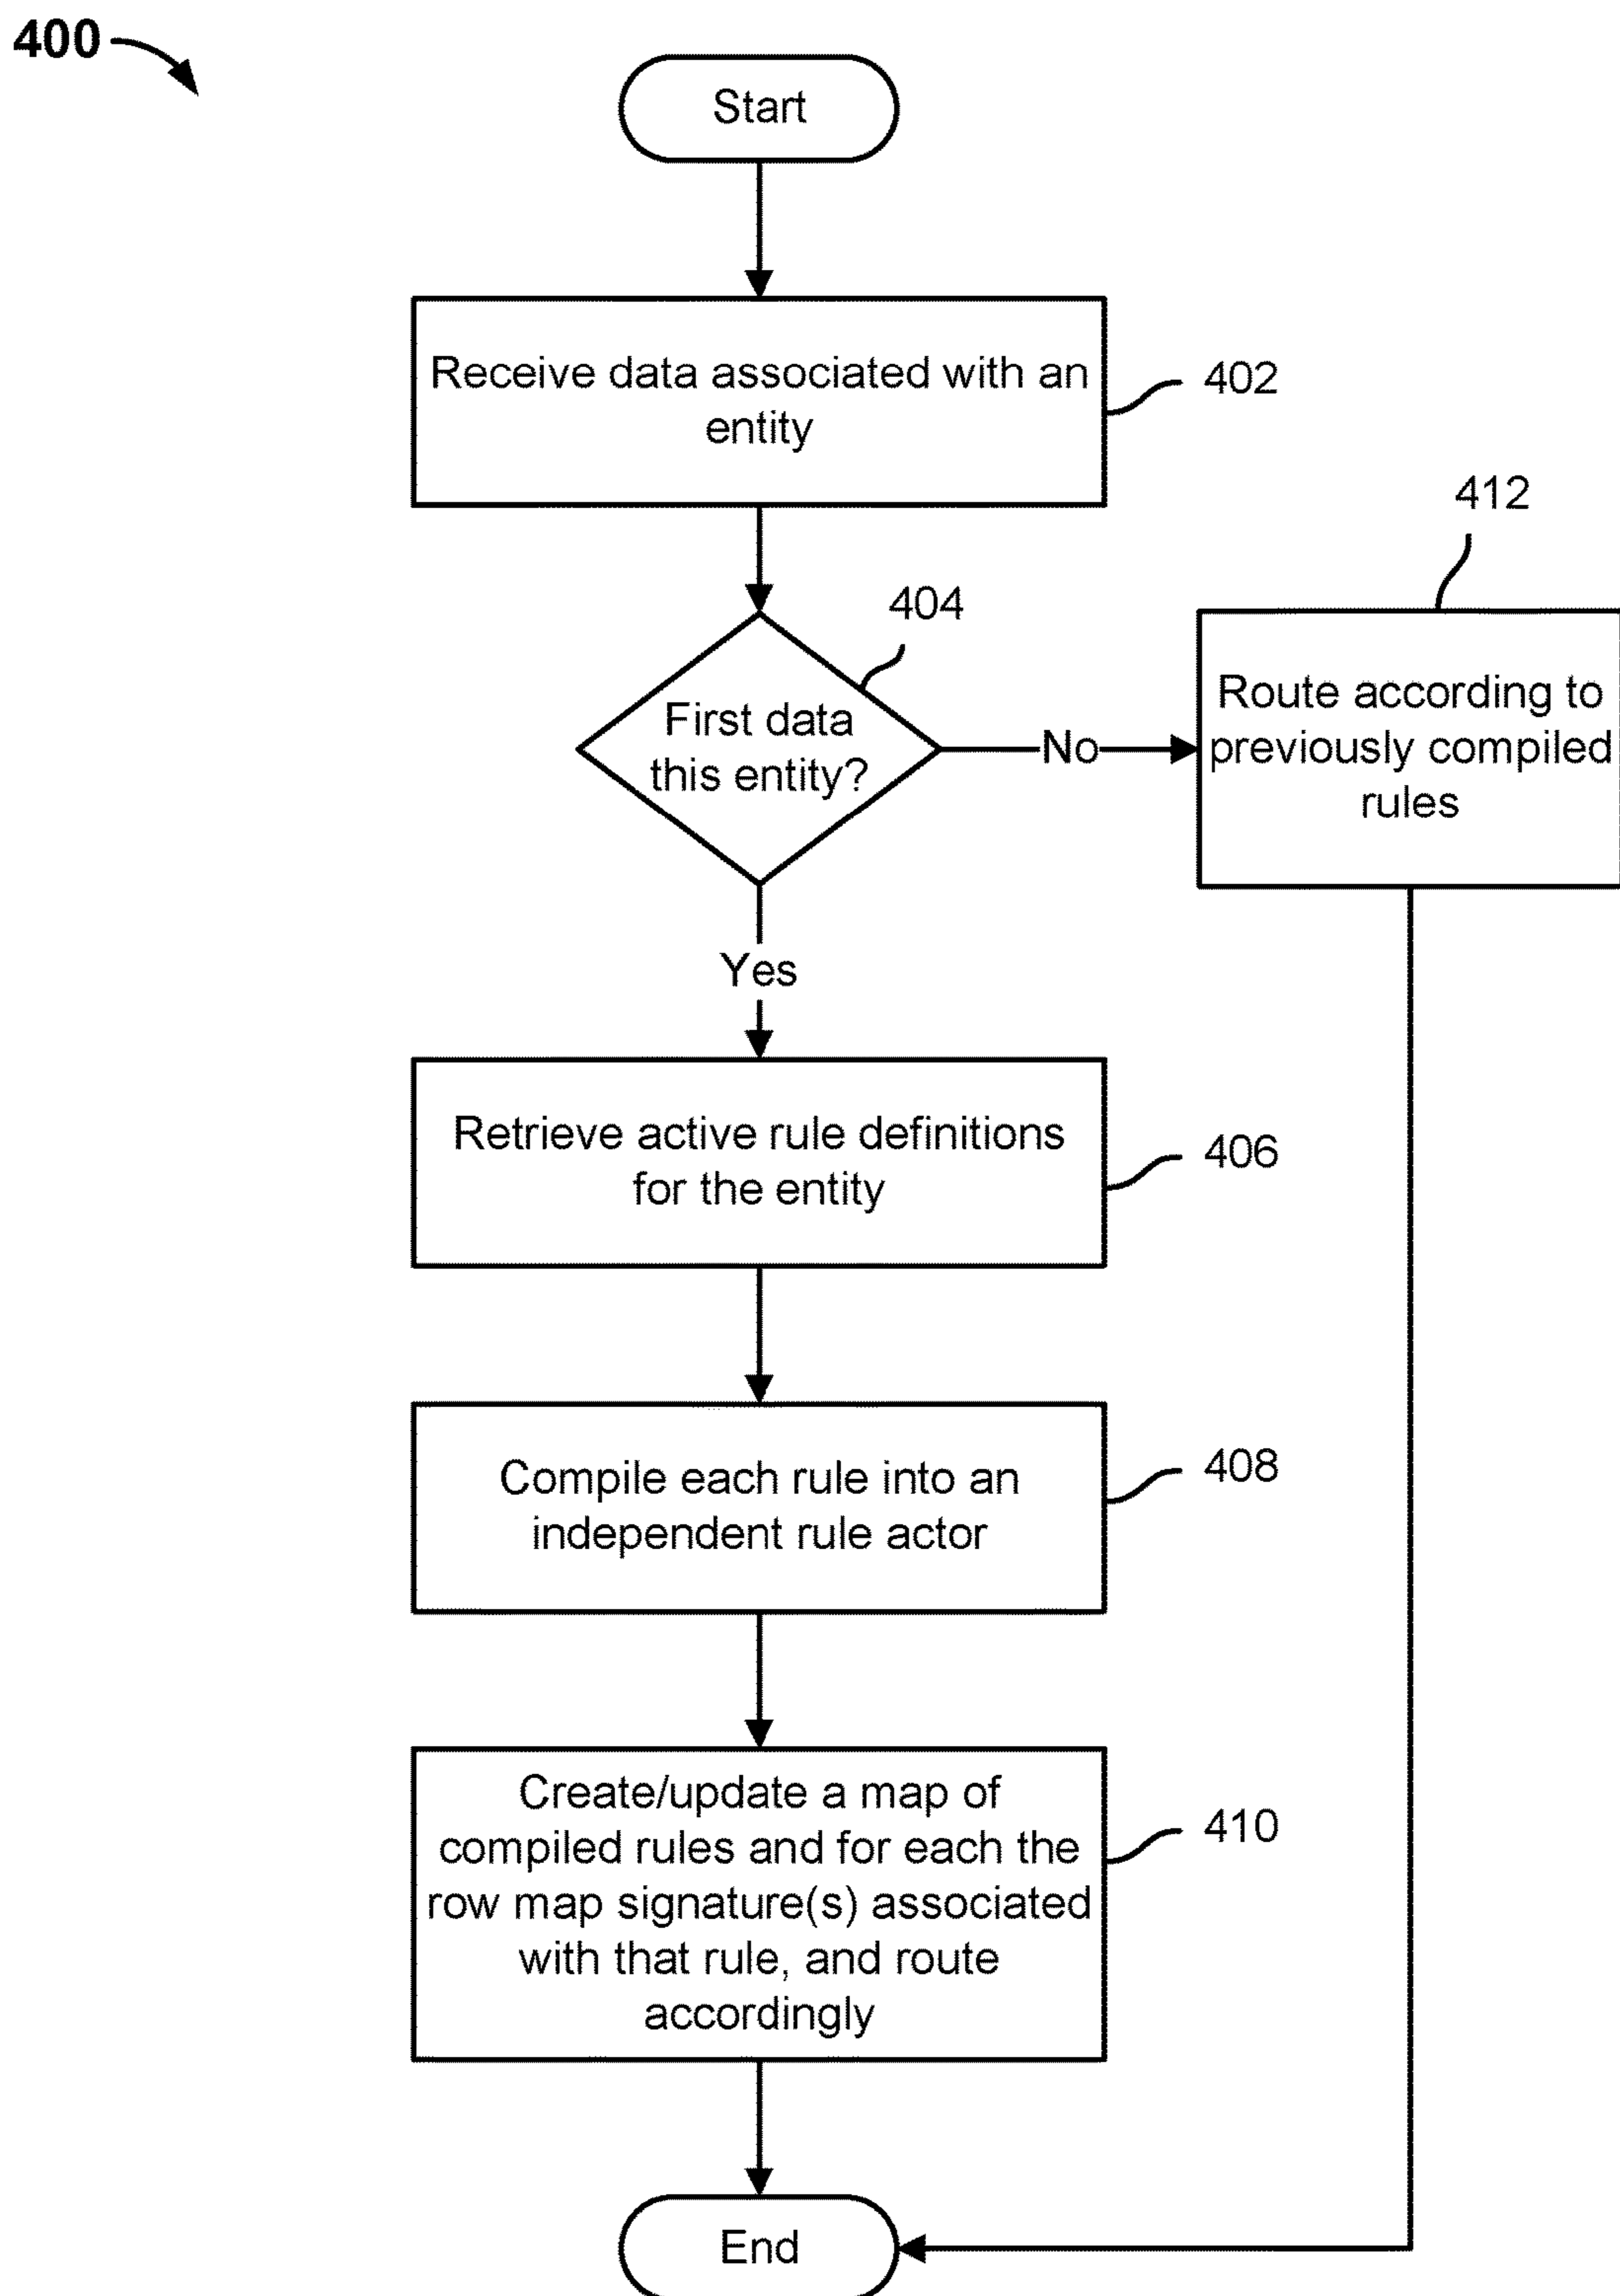 400
Start
Receive data associated with an
entity
402
404
412
First data
this entity?
No
Route according to
previously compiled
rules
Yes
Retrieve active rule definitions
for the entity
406
Compile each rule into an
independent rule actor
408
Create/update a map of
compiled rules and for each the
row map signature(s) associated
with that rule, and route
accordingly
410
End